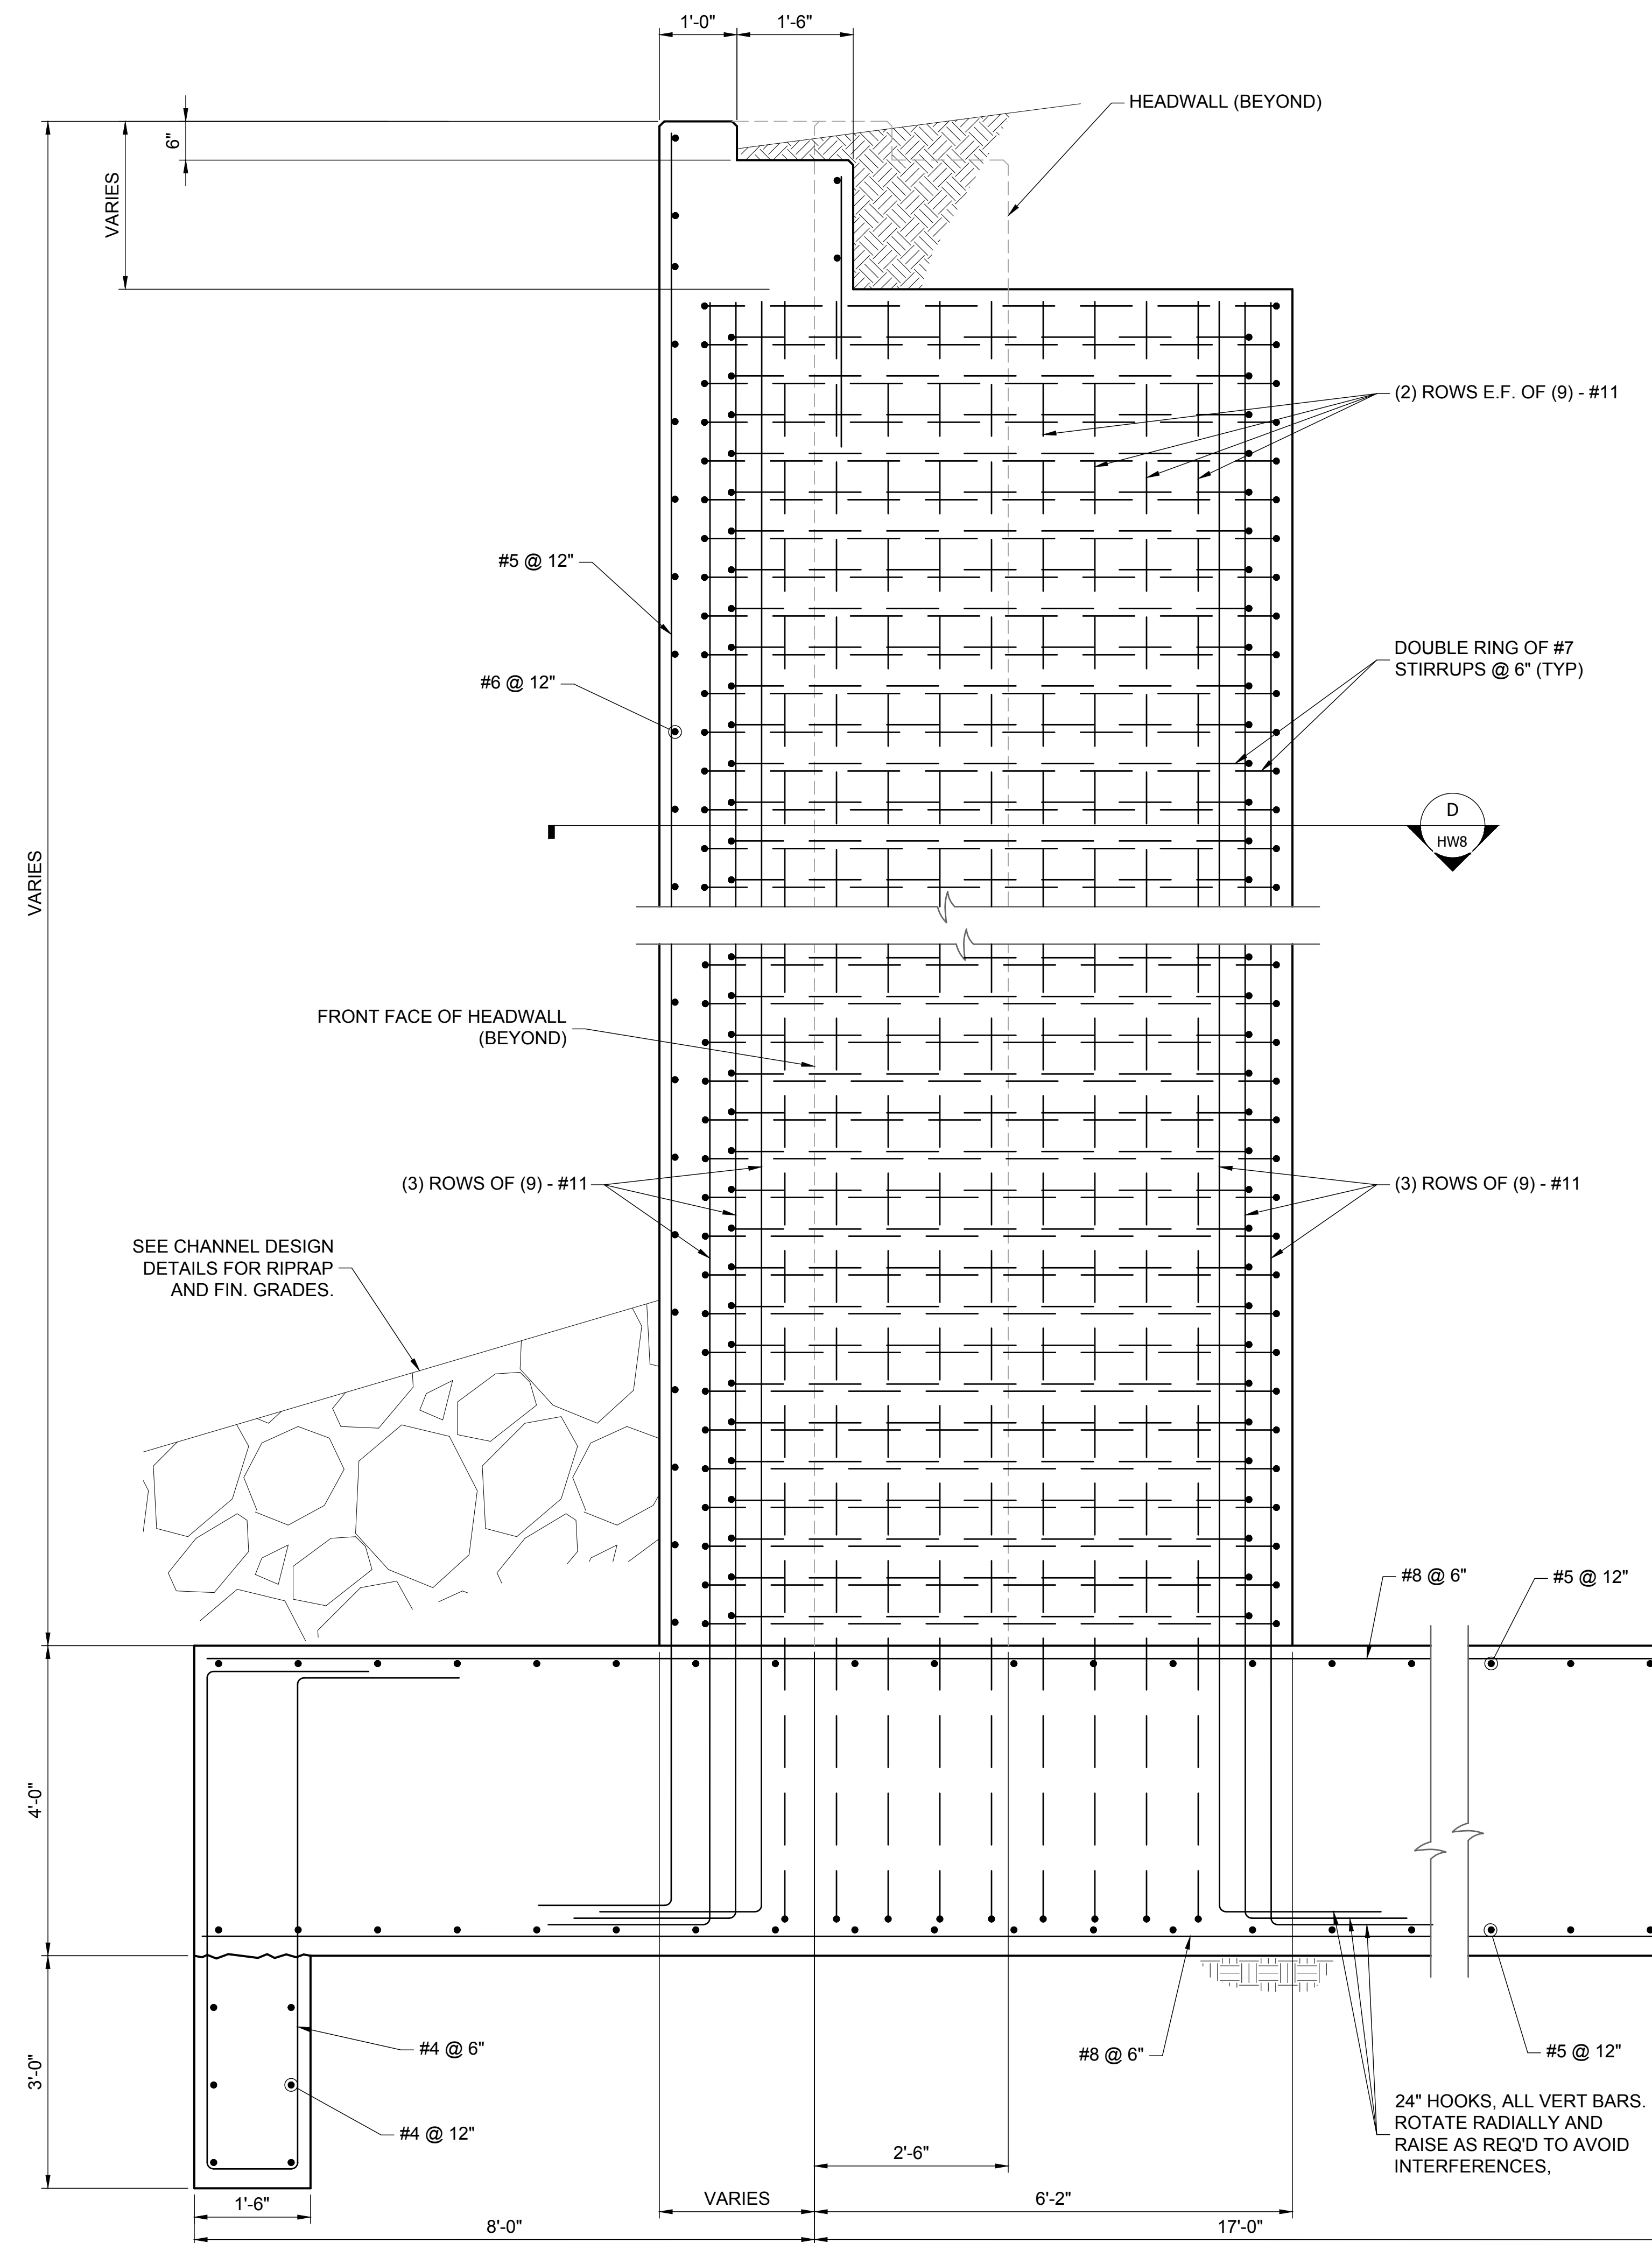 1'-0"
1'-6"
HEADWALL (BEYOND)
6"
VARIES
(2) ROWS E.F. OF (9) - #11
#5 @ 12"
DOUBLE RING OF #7
STIRRUPS @ 6" (TYP)
#6 @ 12"
D
HW8
VARIES
FRONT FACE OF HEADWALL
(BEYOND)
(3) ROWS OF (9) - #11
(3) ROWS OF (9) - #11
SEE CHANNEL DESIGN
DETAILS FOR RIPRAP
AND FIN. GRADES.
#8 @ 6"
#5 @ 12"
4'-0"
#4 @ 6"
#8 @ 6"
#5 @ 12"
3'-0"
24" HOOKS, ALL VERT BARS.
ROTATE RADIALLY AND
RAISE AS REQ'D TO AVOID
INTERFERENCES,
#4 @ 12"
2'-6"
1'-6"
VARIES
6'-2"
8'-0"
17'-0"